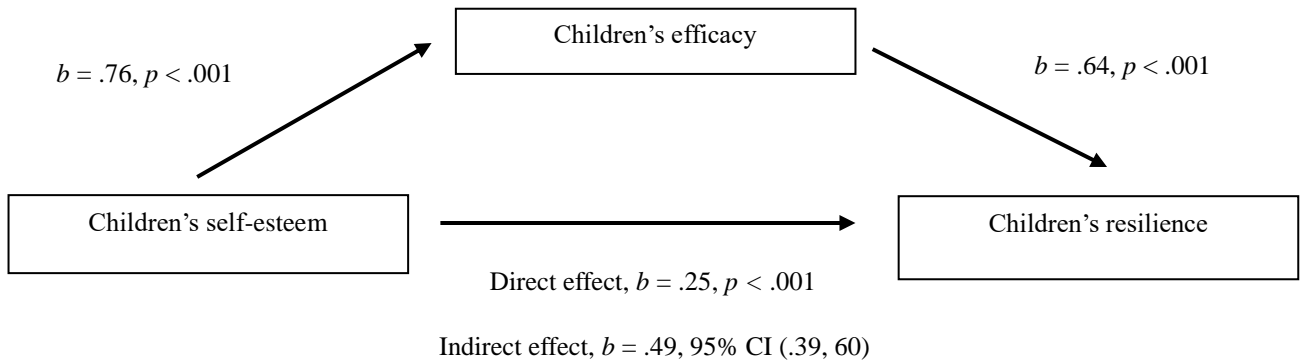 Children’s efficacy
b = .76, p < .001
b = .64, p < .001
Children’s self-esteem
Children’s resilience
Direct effect, b = .25, p < .001
Indirect effect, b = .49, 95% CI (.39, 60)